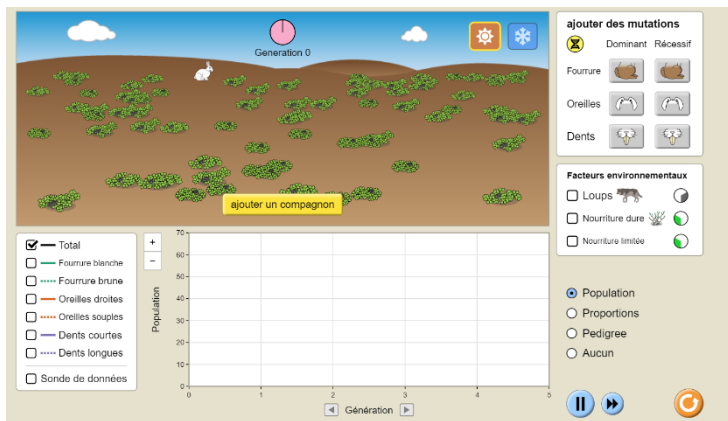 Generation 0
ajouter un compagnon
ajouter des mutations
Dominant Récessif
Fourrure
Oreilles
Dents
Facteurs environnementaux
Loups
Nourriture dure
Nourriture limitée
Total
Fourrure blanche
Fourrure brune
Oreilles droites
Oreilles souples
Dents courtes
Dents longues
Sonde de données
+
−
Population
70
60
50
40
30
20
10
0
0 1 2 3 4 5
Génération
Population
Proportions
Pedigree
Aucun